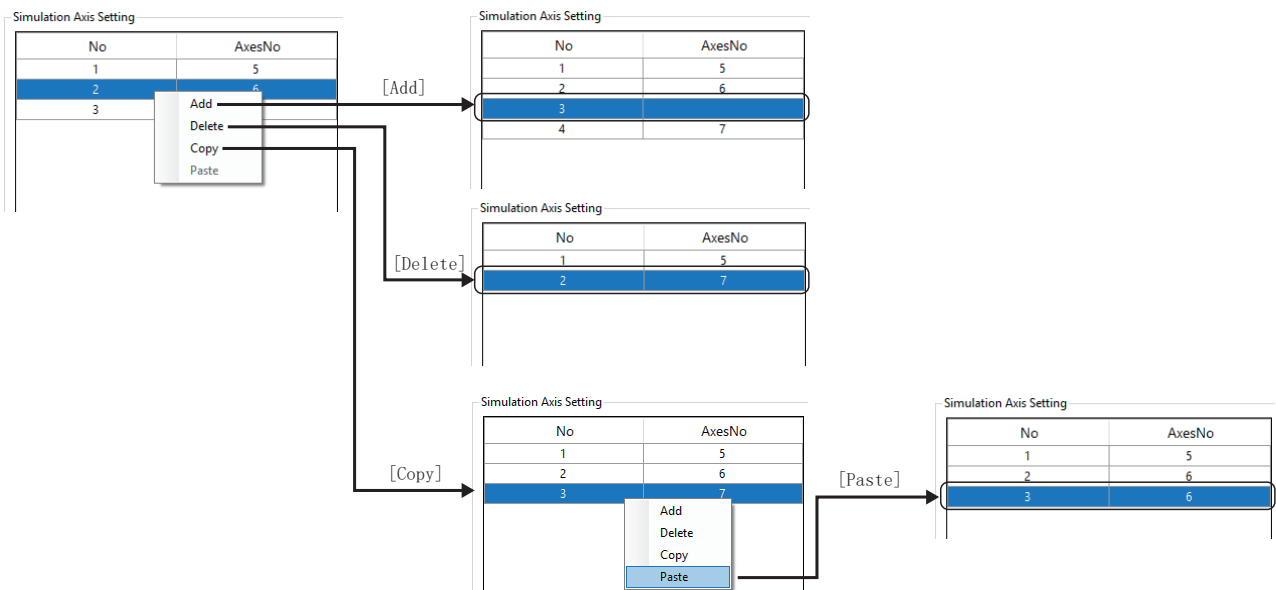 Simulation Axis Setting
No AxesNo
1 5
2 6
3
Add
Delete
Copy
Paste
[Add]
Simulation Axis Setting
No AxesNo
1 5
2 6
3
4 7
[Delete]
Simulation Axis Setting
No AxesNo
1 5
2 7
[Copy]
Simulation Axis Setting
No AxesNo
1 5
2 6
3 7
Add
Delete
Copy
Paste
[Paste]
Simulation Axis Setting
No AxesNo
1 5
2 6
3 6